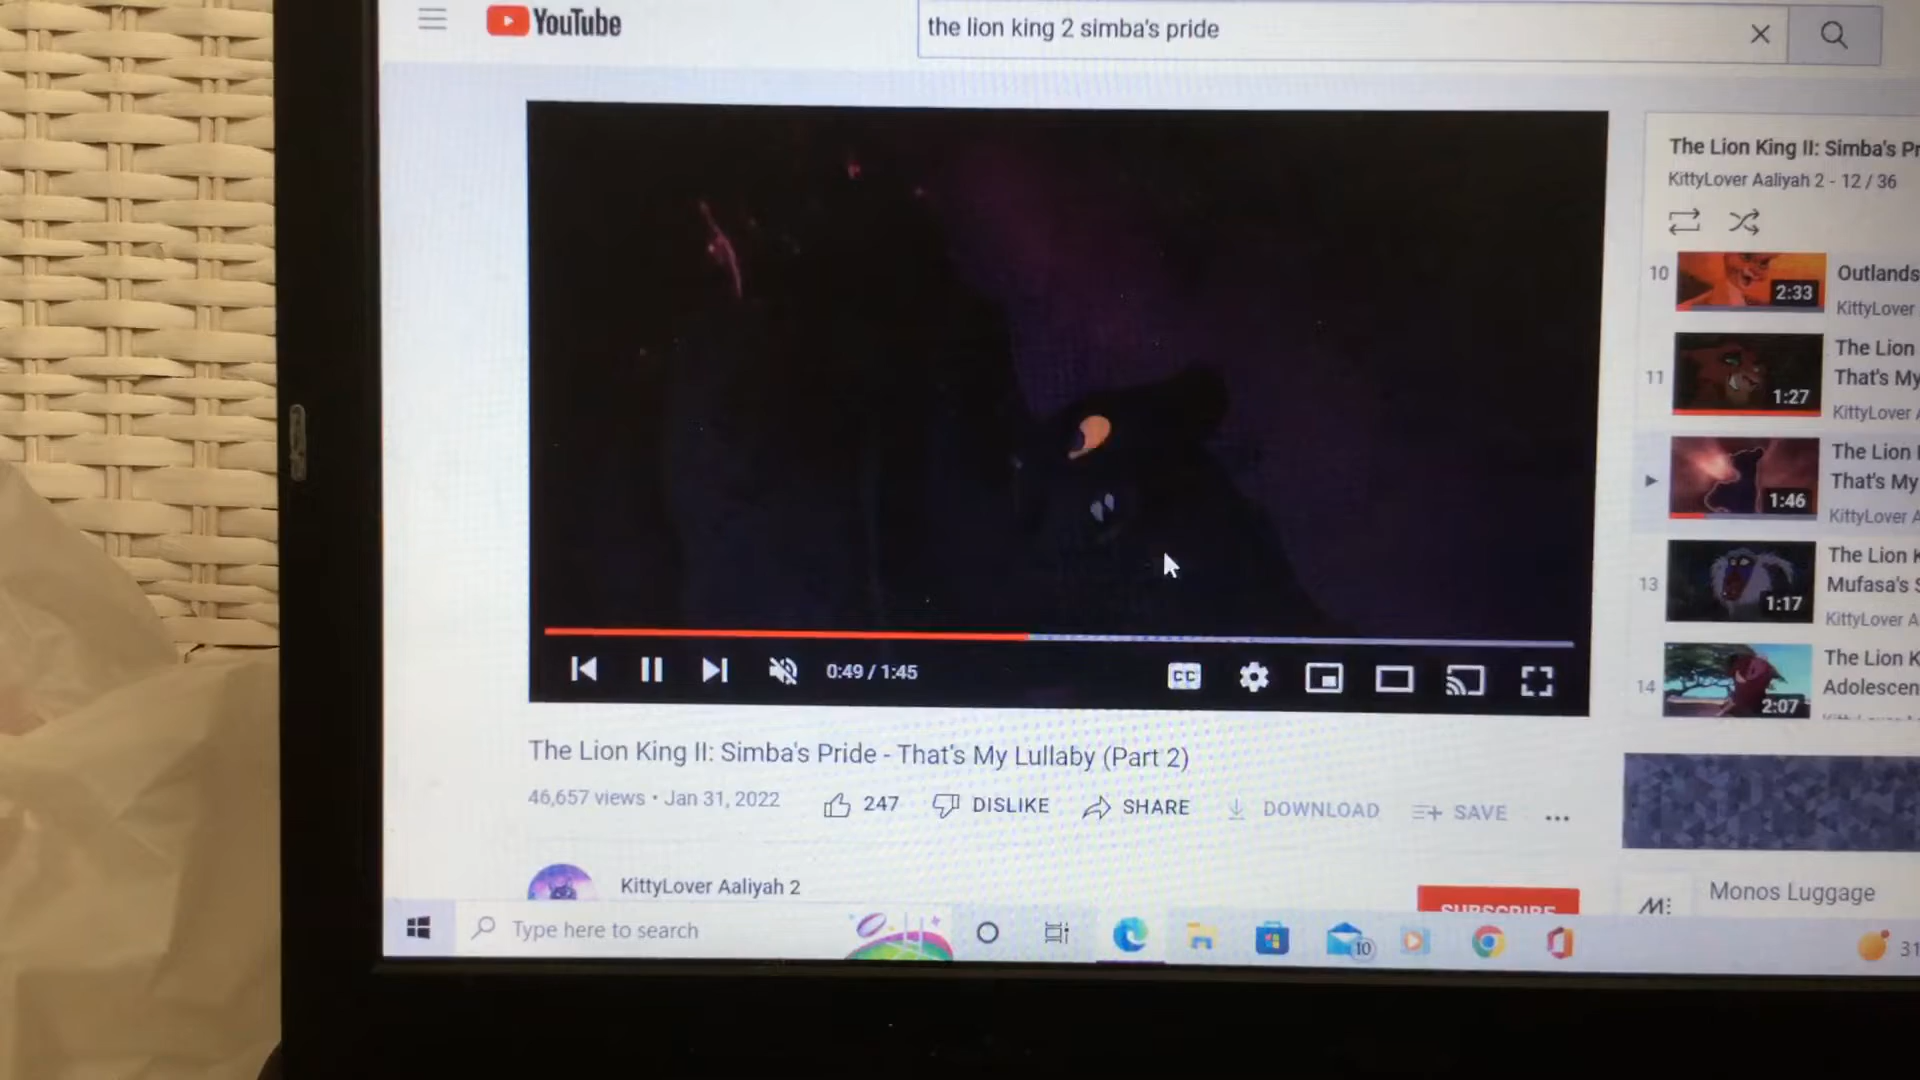 YouTube
the lion king 2 simba's pride
The Lion King II: Simba's Pr
KittyLover Aaliyah 2 - 12 / 36
10
2:33
Outlands
KittyLover
11
1:27
The Lion
That's My
KittyLover A
1:46
The Lion
That's My
KittyLover A
13
1:17
The Lion K
Mufasa's S
KittyLover A
14
2:07
The Lion K
Adolescen
0:49 / 1:45
CC
The Lion King II: Simba's Pride - That's My Lullaby (Part 2)
46,657 views • Jan 31, 2022
247
DISLIKE
SHARE
DOWNLOAD
SAVE
KittyLover Aaliyah 2
SUBSCRIBE
Monos Luggage
Type here to search
10
31